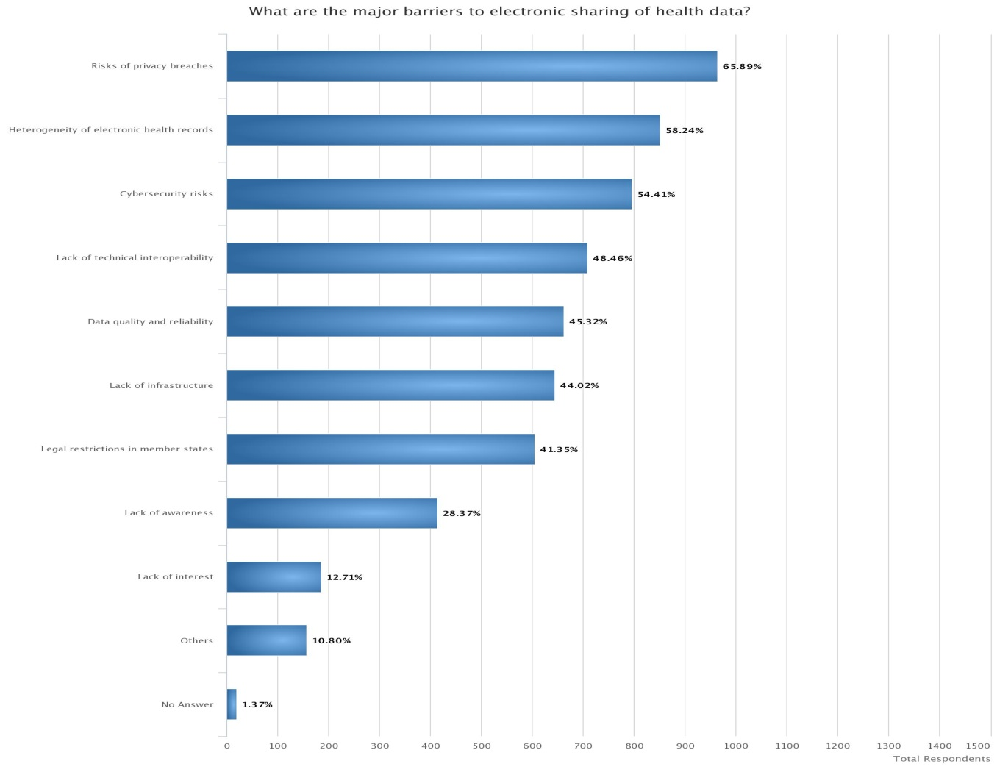 What are the major barriers to electronic sharing of health data?
Risks of privacy breaches 65.89%
Heterogeneity of electronic health records 58.24%
Cybersecurity risks 54.41%
Lack of technical interoperability 48.46%
Data quality and reliability 45.32%
Lack of infrastructure 44.02%
Legal restrictions in member states 41.35%
Lack of awareness 28.37%
Lack of interest 12.71%
Others 10.80%
No Answer 1.37%
0 100 200 300 400 500 600 700 800 900 1000 1100 1200 1300 1400 1500
Total Respondents